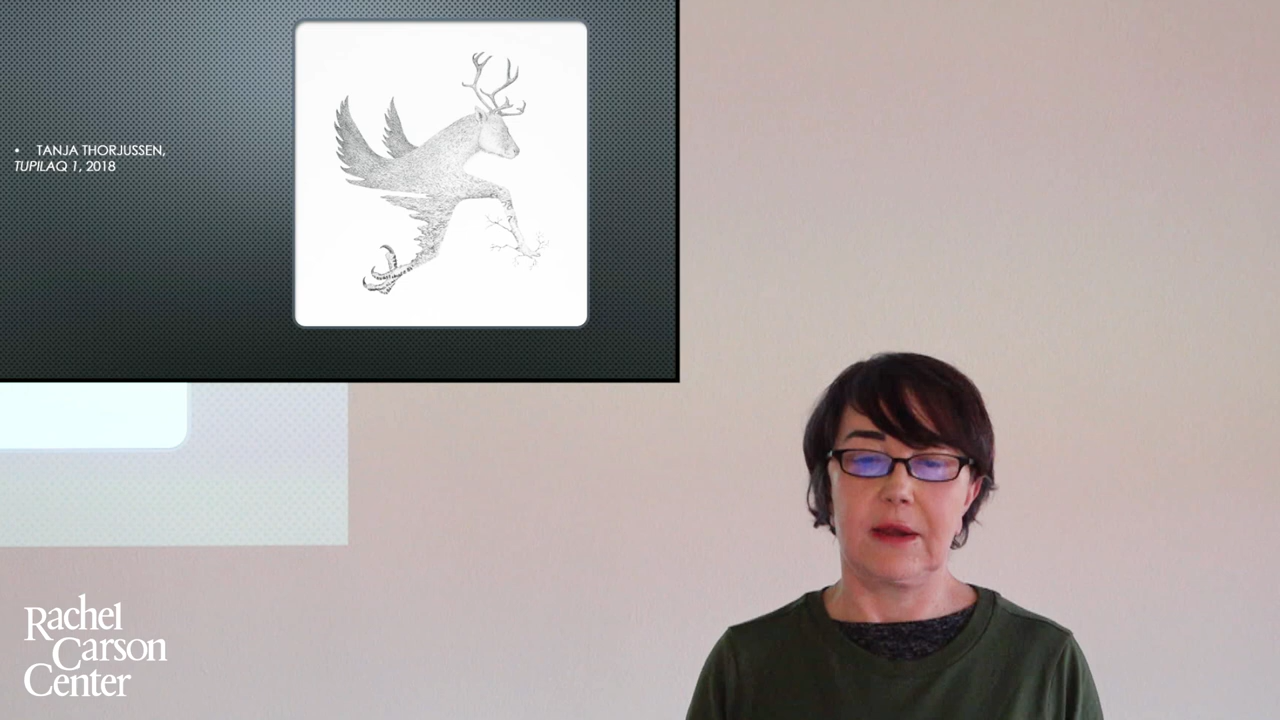 • TANJA THORJUSSEN,
TUPILAQ 1, 2018
Rachel
Carson
Center